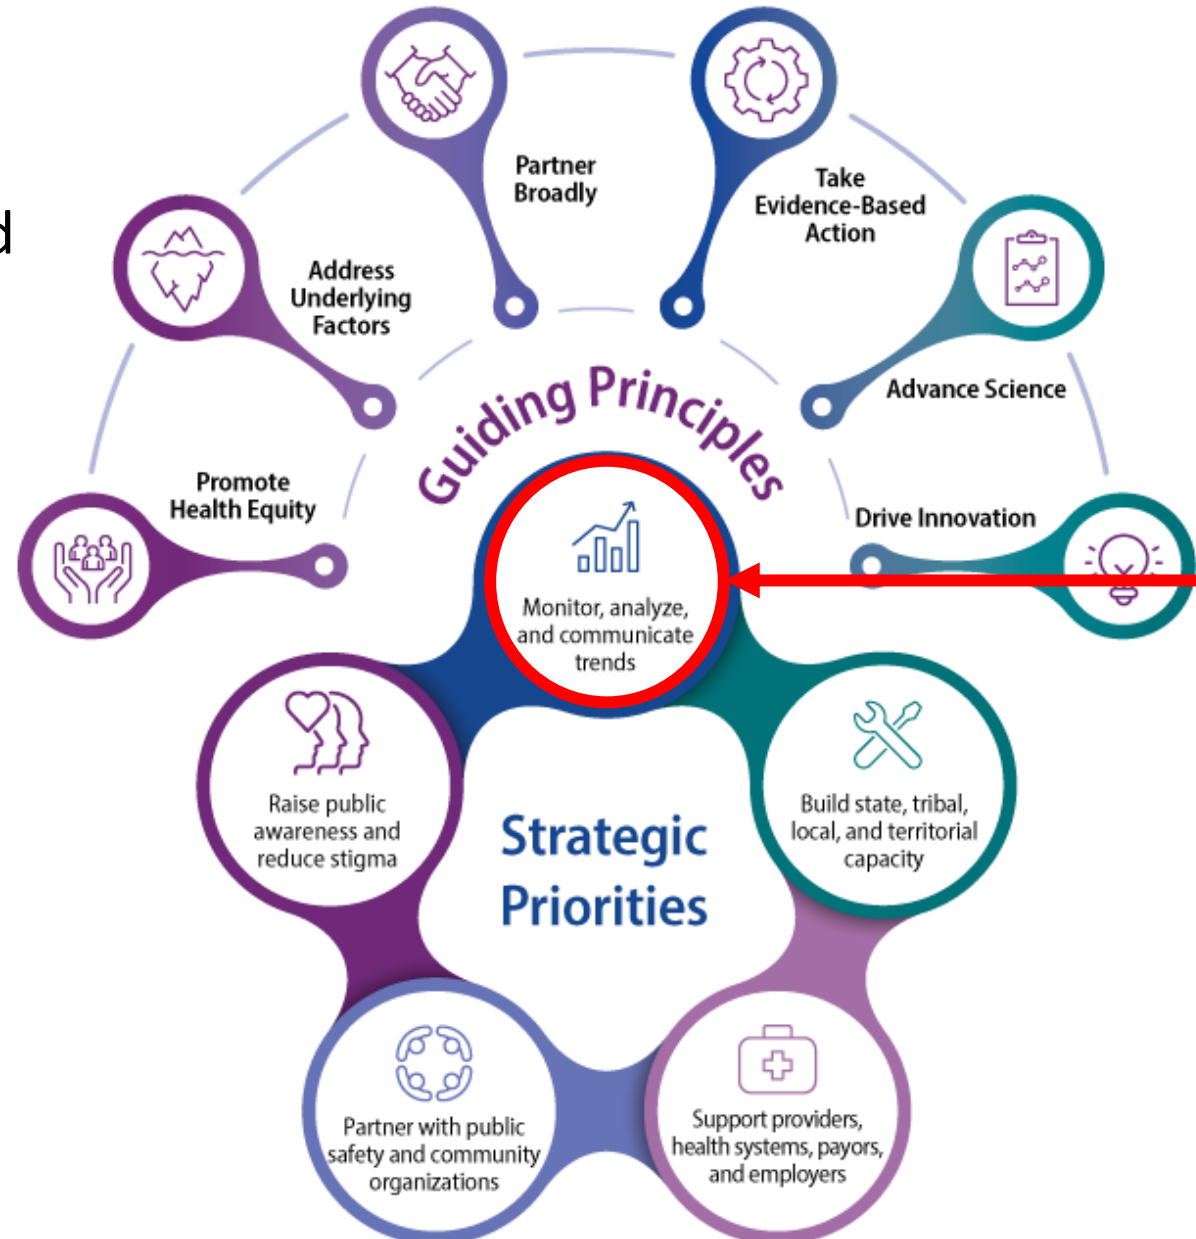 d
Partner
Broadly
Take
Evidence-Based
Action
Address
Underlying
Factors
Advance Science
Guiding Principles
Promote
Health Equity
Drive Innovation
Monitor, analyze,
and communicate
trends
Raise public
awareness and
reduce stigma
Build state, tribal,
local, and territorial
capacity
Strategic
Priorities
Partner with public
safety and community
organizations
Support providers,
health systems, payors,
and employers